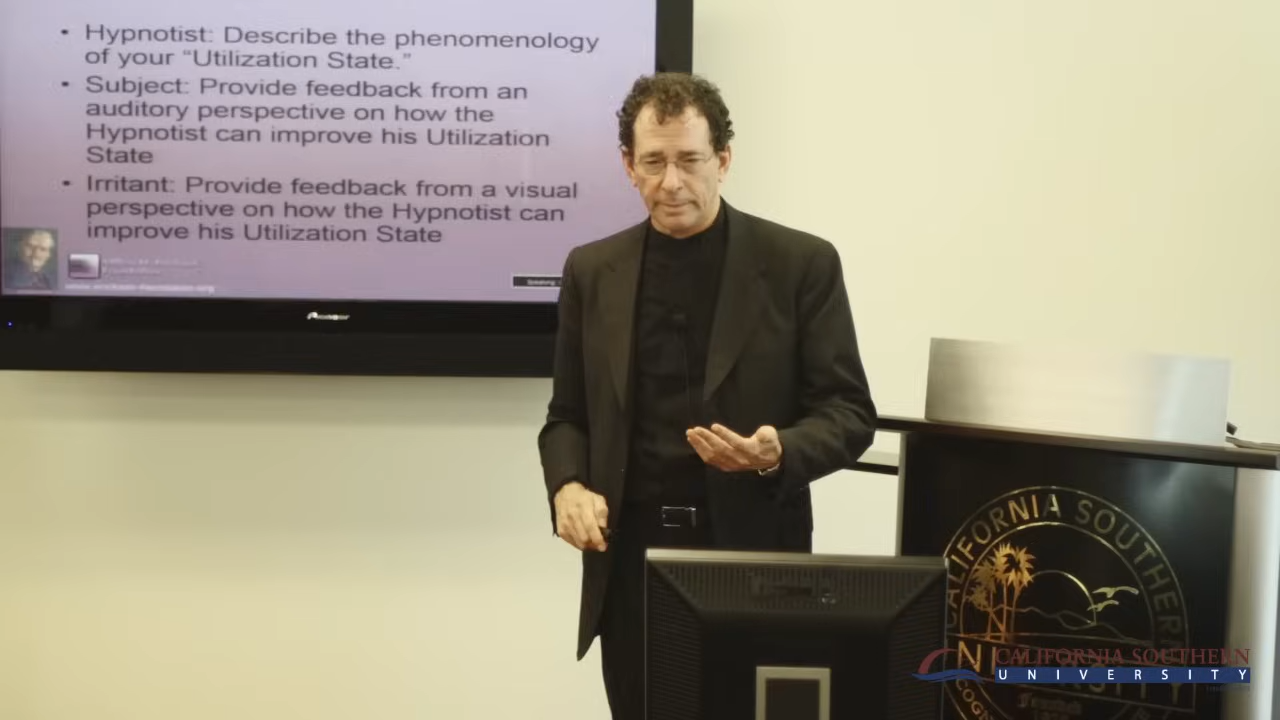 • Hypnotist: Describe the phenomenology
of your “Utilization State.”
• Subject: Provide feedback from an
auditory perspective on how the
Hypnotist can improve his Utilization
State
• Irritant: Provide feedback from a visual
perspective on how the Hypnotist can
improve his Utilization State
CALIFORNIA SOUTHERN
CALIFORNIA SOUTHERN
UNIVERSITY